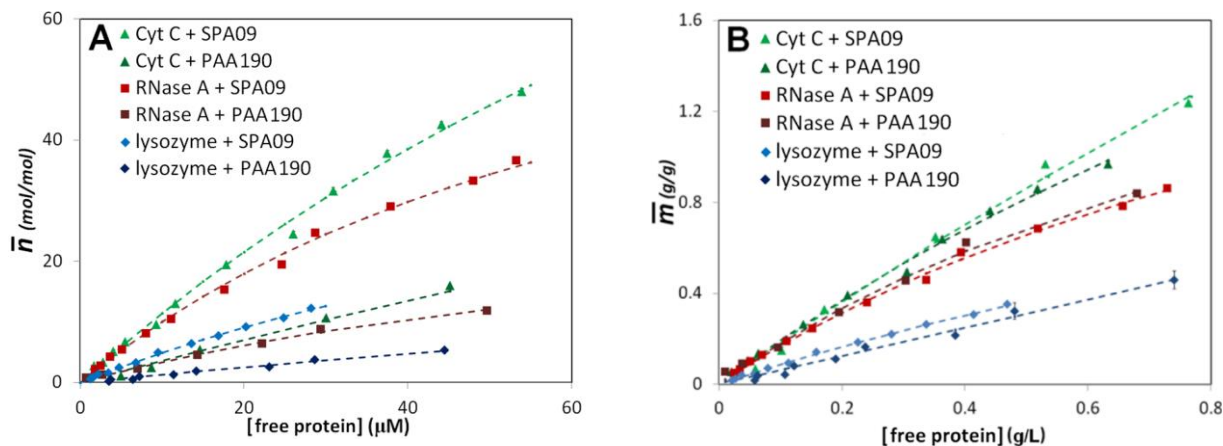 A
Cyt C + SPA09
Cyt C + PAA190
RNase A + SPA09
RNase A + PAA190
lysozyme + SPA09
lysozyme + PAA190
n̅ (mol/mol)
60
40
20
0
0 20 40 60
[free protein] (µM)
B
Cyt C + SPA09
Cyt C + PAA190
RNase A + SPA09
RNase A + PAA190
lysozyme + SPA09
lysozyme + PAA190
m̅ (g/g)
1.6
1.2
0.8
0.4
0
0 0.2 0.4 0.6 0.8
[free protein] (g/L)